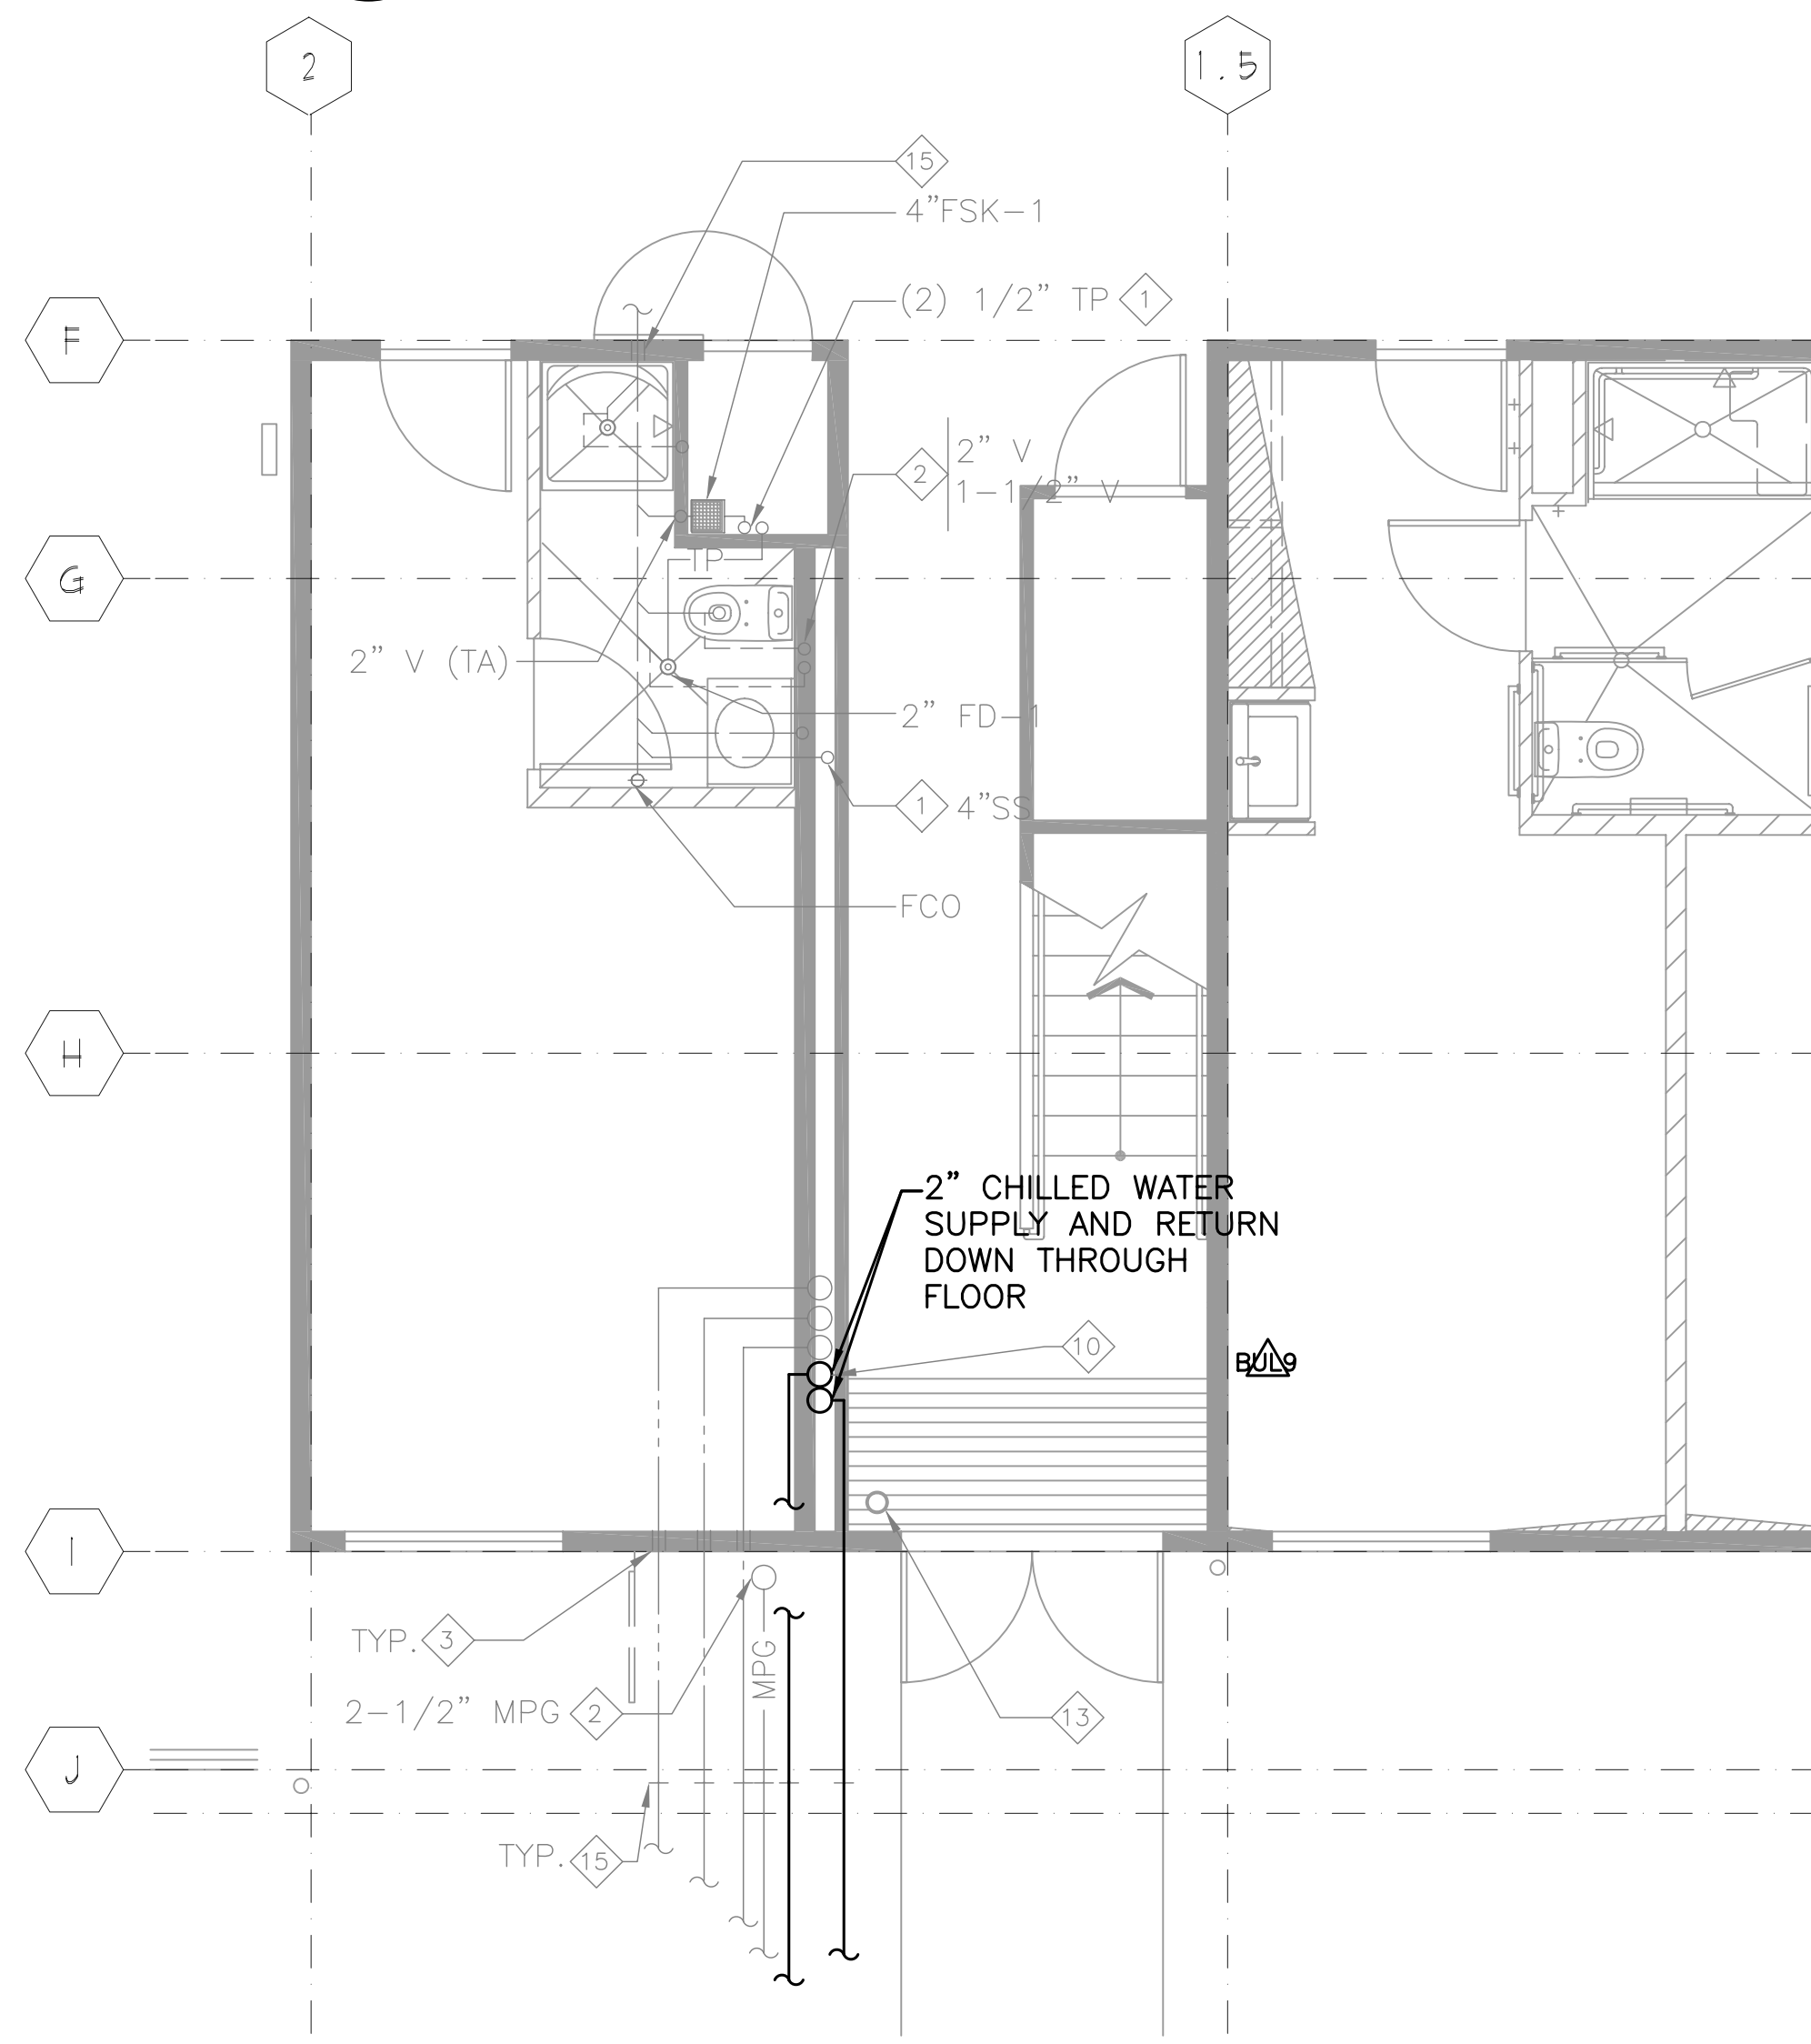 2
1.5
15
4"FSK-1
F
(2) 1/2" TP 1
2 2" V
1-1/2" V
TP
G
2" V (TA)
2" FD-1
1 4"SS
FCO
H
2" CHILLED WATER
SUPPLY AND RETURN
DOWN THROUGH
FLOOR
10
BUL9
I
TYP. 3
MPG
2-1/2" MPG 2
13
J
TYP. 15